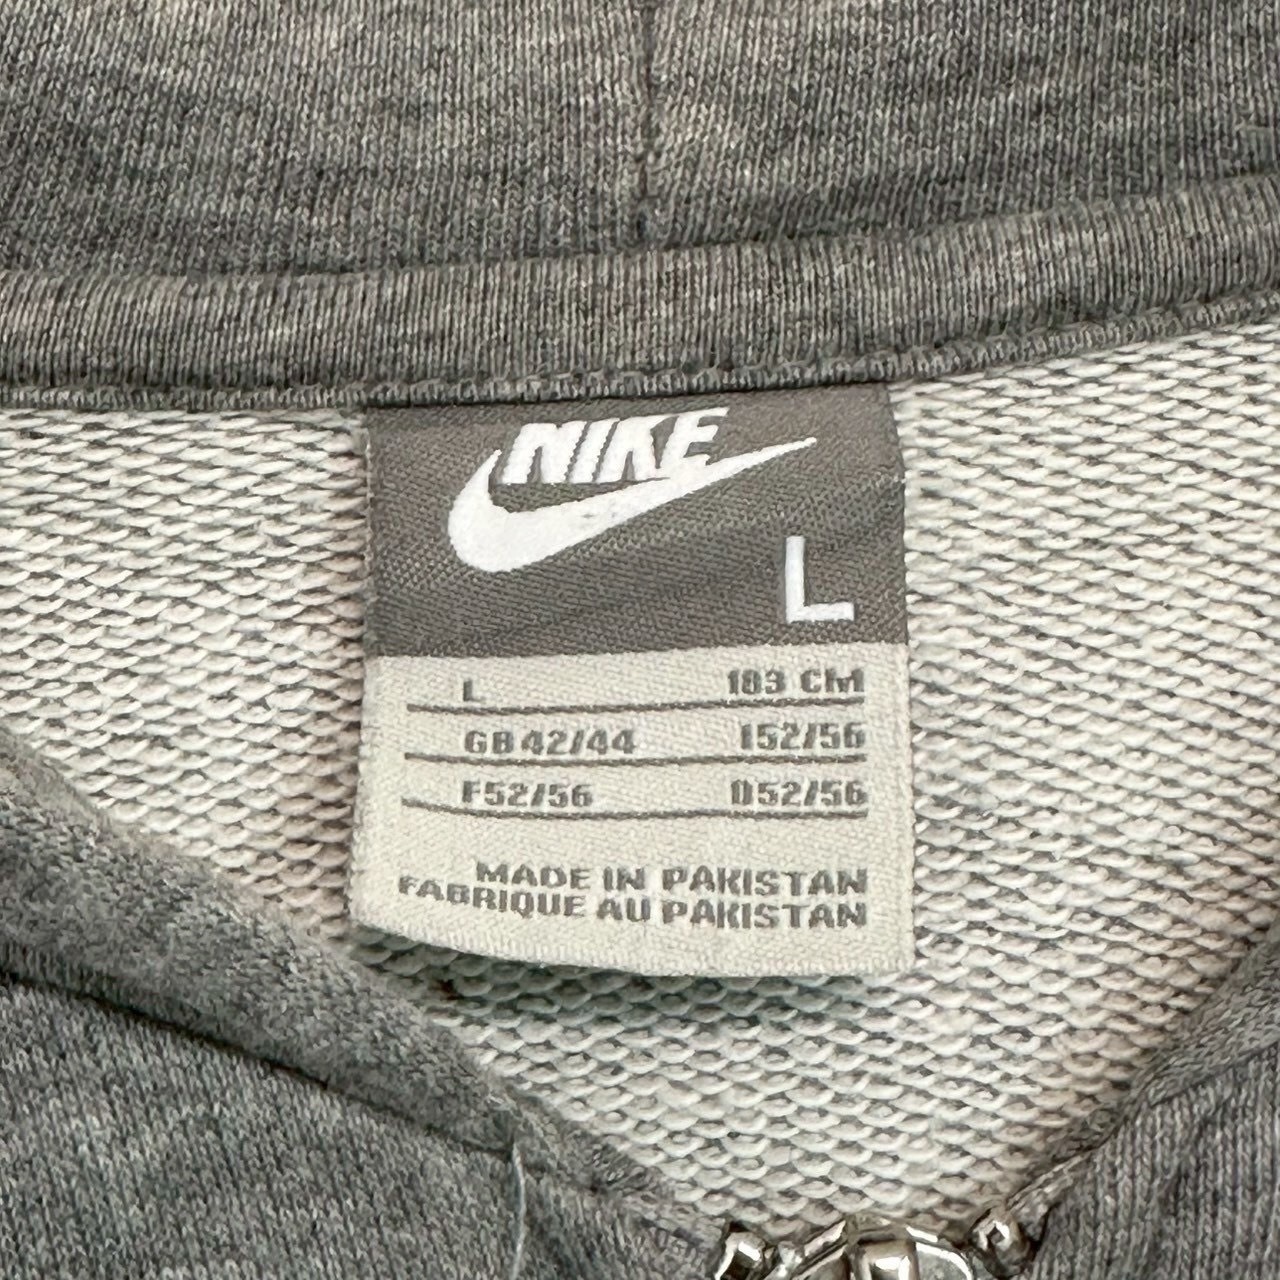 NIKE
L
L 183 CM
GB 42/44 I52/56
F52/56 D52/56
MADE IN PAKISTAN
FABRIQUE AU PAKISTAN